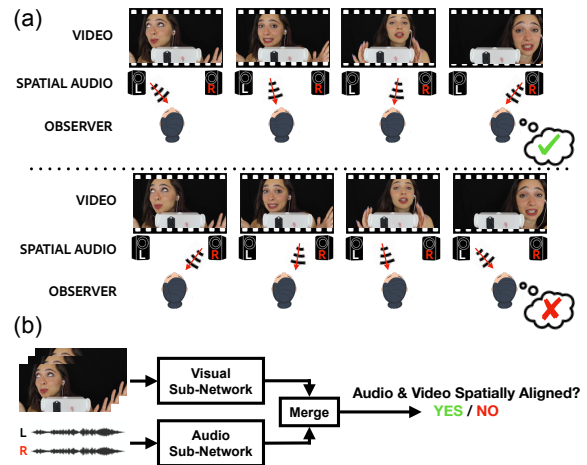 (a)
VIDEO
SPATIAL AUDIO
L R L R L R L R
OBSERVER
VIDEO
SPATIAL AUDIO
L R L R L R L R
OBSERVER
(b)
Visual
Sub-Network
Merge
Audio & Video Spatially Aligned?
YES / NO
L
R
Audio
Sub-Network